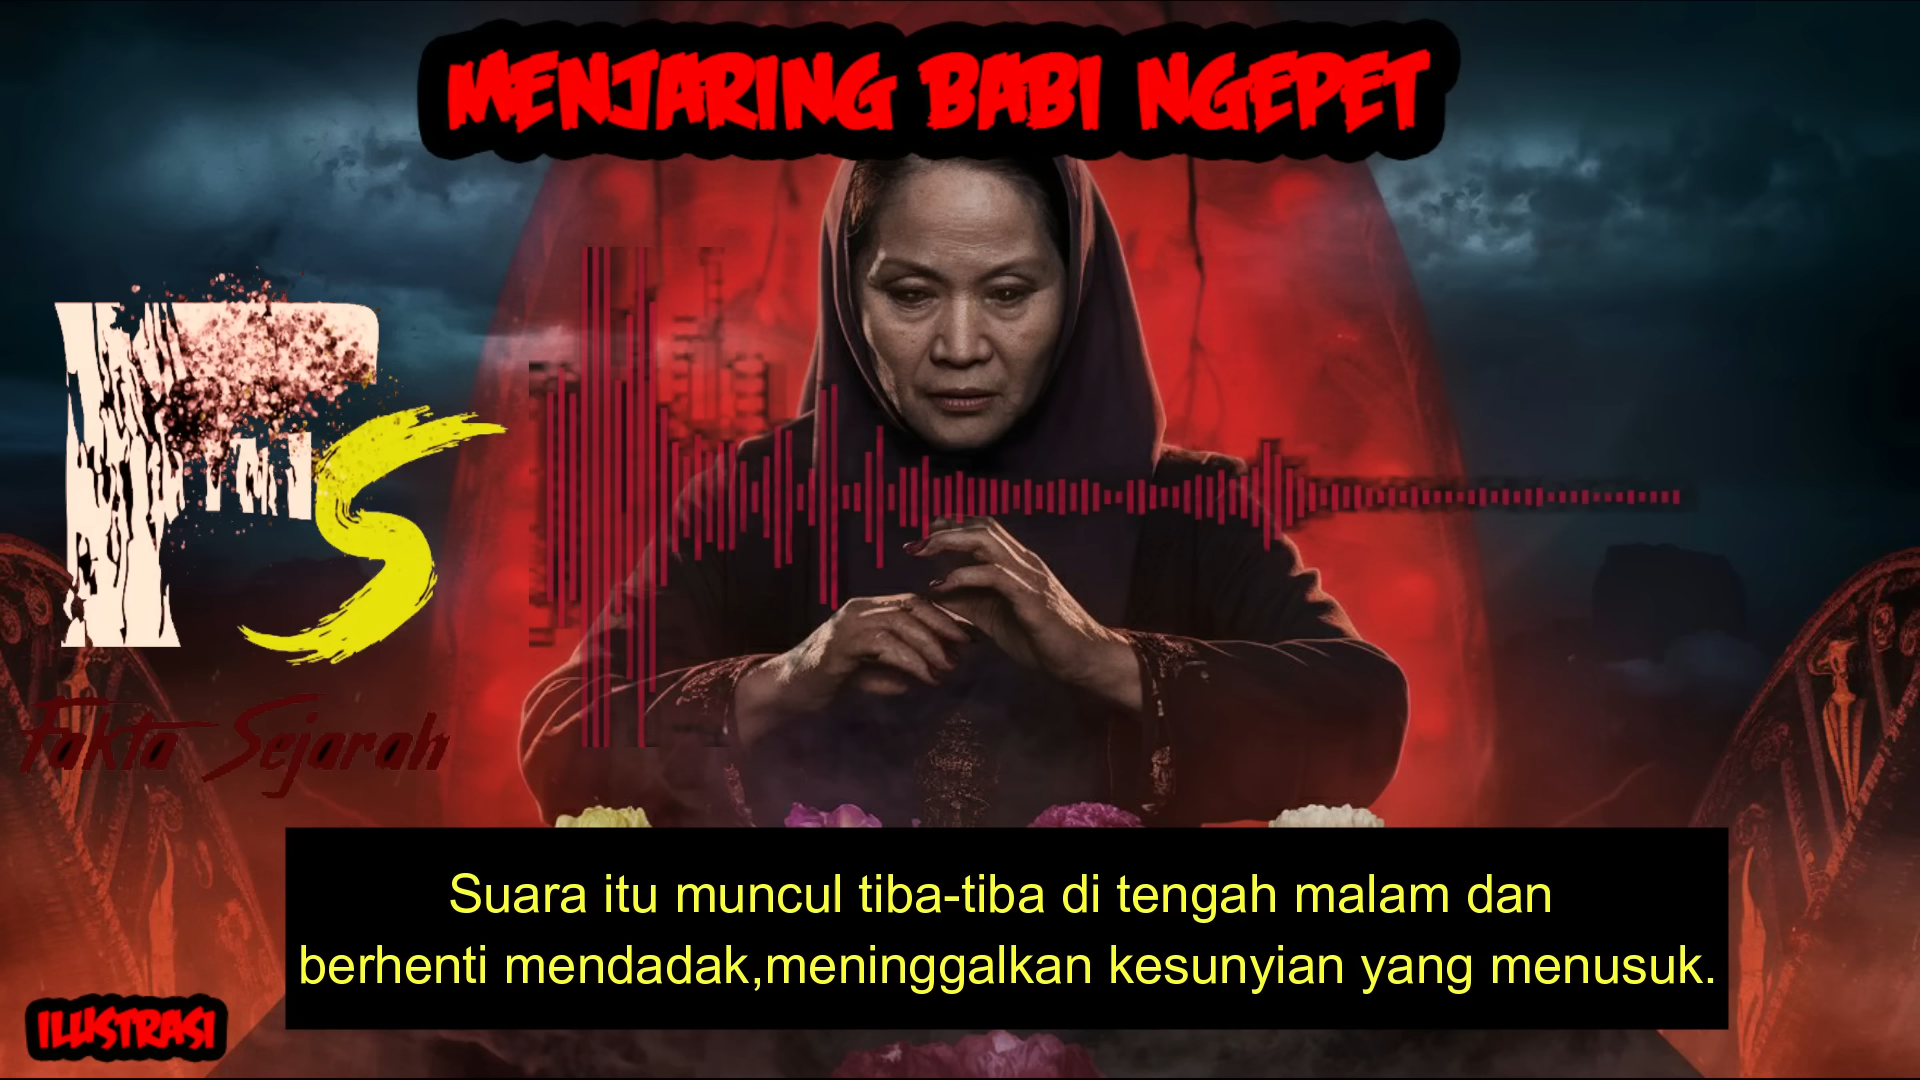 MENJARING BABI NGEPET
FS
Fakta Sejarah
Suara itu muncul tiba-tiba di tengah malam dan
berhenti mendadak,meninggalkan kesunyian yang menusuk.
ILUSTRASI